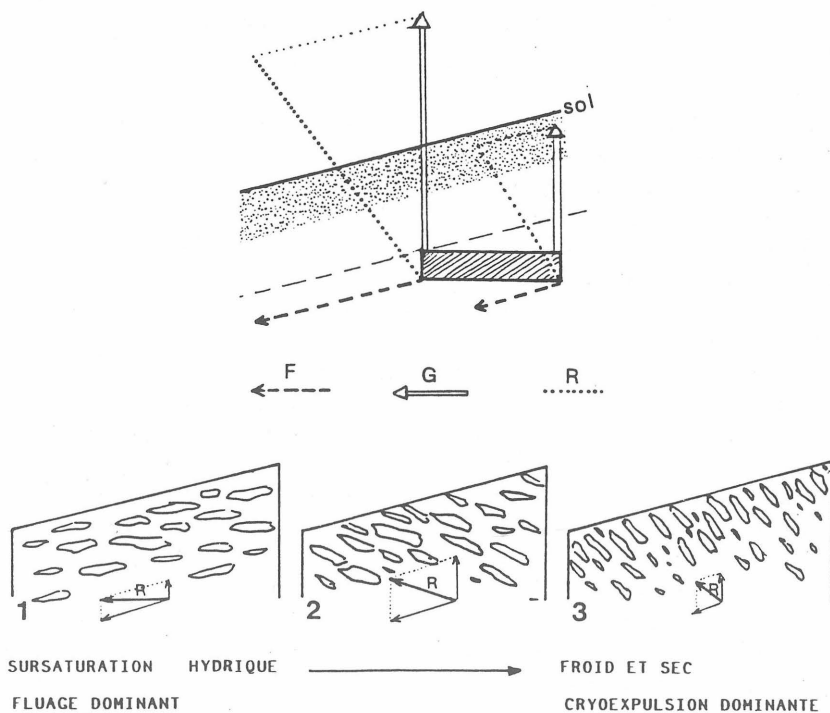 sol
F G R
R R R
1 2 3
SURSATURATION HYDRIQUE FROID ET SEC
FLUAGE DOMINANT CRYOEXPULSION DOMINANTE